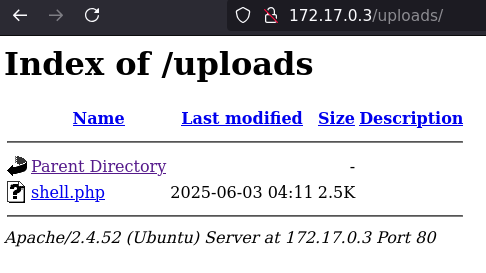 172.17.0.3/uploads/
Index of /uploads
Name Last modified Size Description
Parent Directory -
shell.php 2025-06-03 04:11 2.5K
Apache/2.4.52 (Ubuntu) Server at 172.17.0.3 Port 80